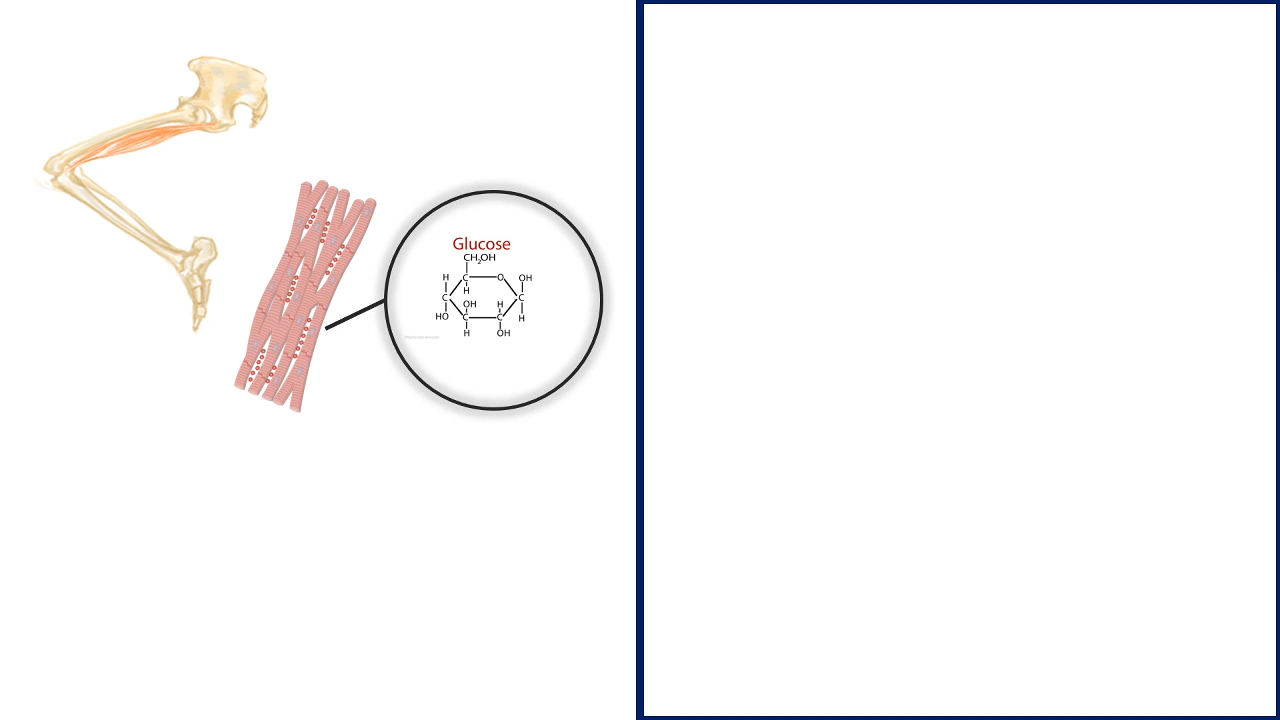 Glucose
CH2OH
H C O OH
H
C OH H C
HO C C H
H OH